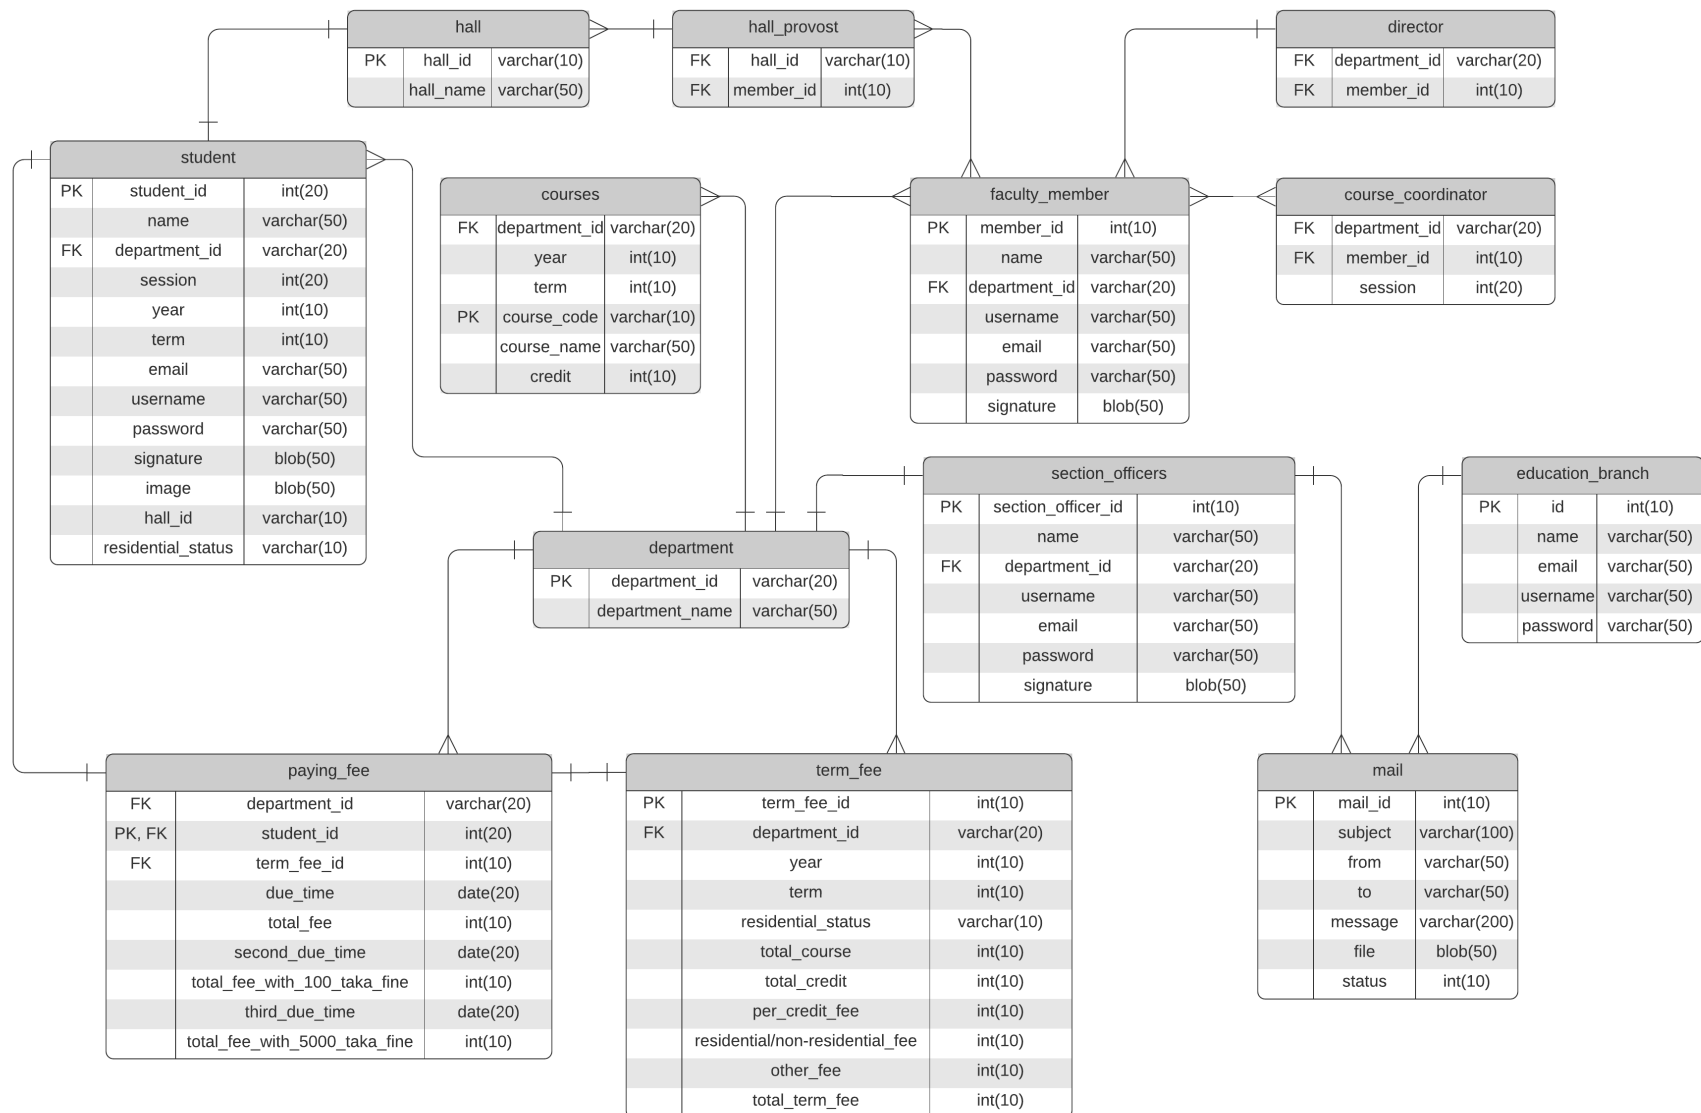 hall
PK hall_id varchar(10)
hall_name varchar(50)
hall_provost
FK hall_id varchar(10)
FK member_id int(10)
director
FK department_id varchar(20)
FK member_id int(10)
student
PK student_id int(20)
name varchar(50)
FK department_id varchar(20)
session int(20)
year int(10)
term int(10)
email varchar(50)
username varchar(50)
password varchar(50)
signature blob(50)
image blob(50)
hall_id varchar(10)
residential_status varchar(10)
courses
FK department_id varchar(20)
year int(10)
term int(10)
PK course_code varchar(10)
course_name varchar(50)
credit int(10)
faculty_member
PK member_id int(10)
name varchar(50)
FK department_id varchar(20)
username varchar(50)
email varchar(50)
password varchar(50)
signature blob(50)
course_coordinator
FK department_id varchar(20)
FK member_id int(10)
session int(20)
department
PK department_id varchar(20)
department_name varchar(50)
section_officers
PK section_officer_id int(10)
name varchar(50)
FK department_id varchar(20)
username varchar(50)
email varchar(50)
password varchar(50)
signature blob(50)
education_branch
PK id int(10)
name varchar(50)
email varchar(50)
username varchar(50)
password varchar(50)
paying_fee
FK department_id varchar(20)
PK, FK student_id int(20)
FK term_fee_id int(10)
due_time date(20)
total_fee int(10)
second_due_time date(20)
total_fee_with_100_taka_fine int(10)
third_due_time date(20)
total_fee_with_5000_taka_fine int(10)
term_fee
PK term_fee_id int(10)
FK department_id varchar(20)
year int(10)
term int(10)
residential_status varchar(10)
total_course int(10)
total_credit int(10)
per_credit_fee int(10)
residential/non-residential_fee int(10)
other_fee int(10)
total_term_fee int(10)
mail
PK mail_id int(10)
subject varchar(100)
from varchar(50)
to varchar(50)
message varchar(200)
file blob(50)
status int(10)